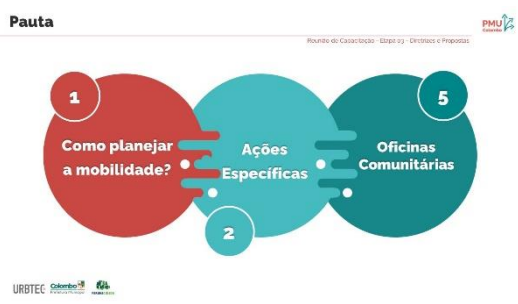 Pauta
PMU
Colombo
Reunião de Capacitação - Etapa 03 - Diretrizes e Propostas
1
Como planejar
a mobilidade?
Ações
Específicas
2
5
Oficinas
Comunitárias
URBTEC
Colombo